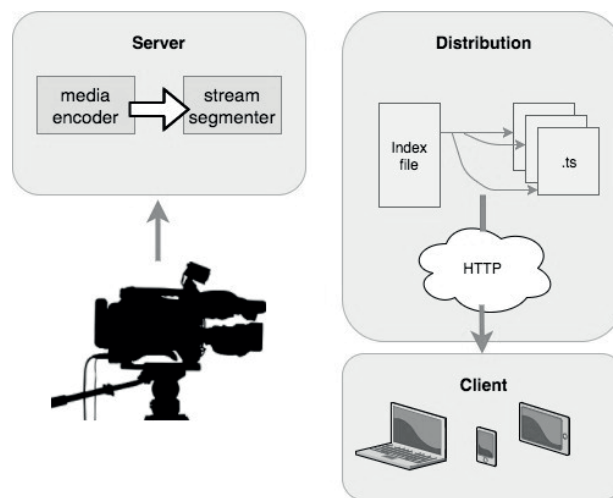 Server
media
encoder
stream
segmenter
Distribution
Index
file
.ts
HTTP
Client